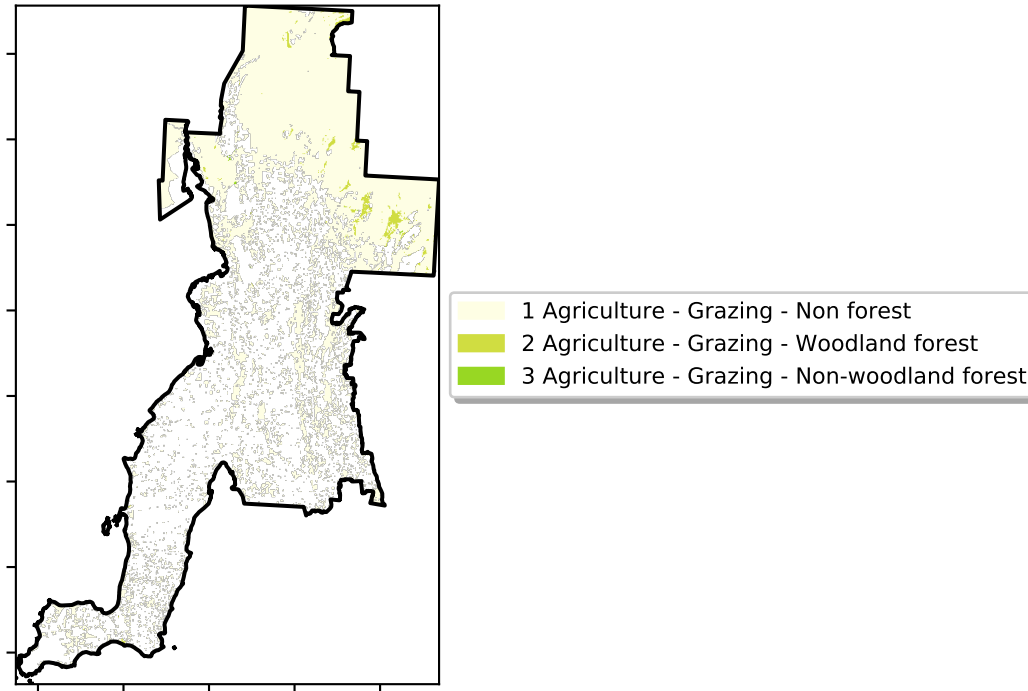 1 Agriculture - Grazing - Non forest
2 Agriculture - Grazing - Woodland forest
3 Agriculture - Grazing - Non-woodland forest